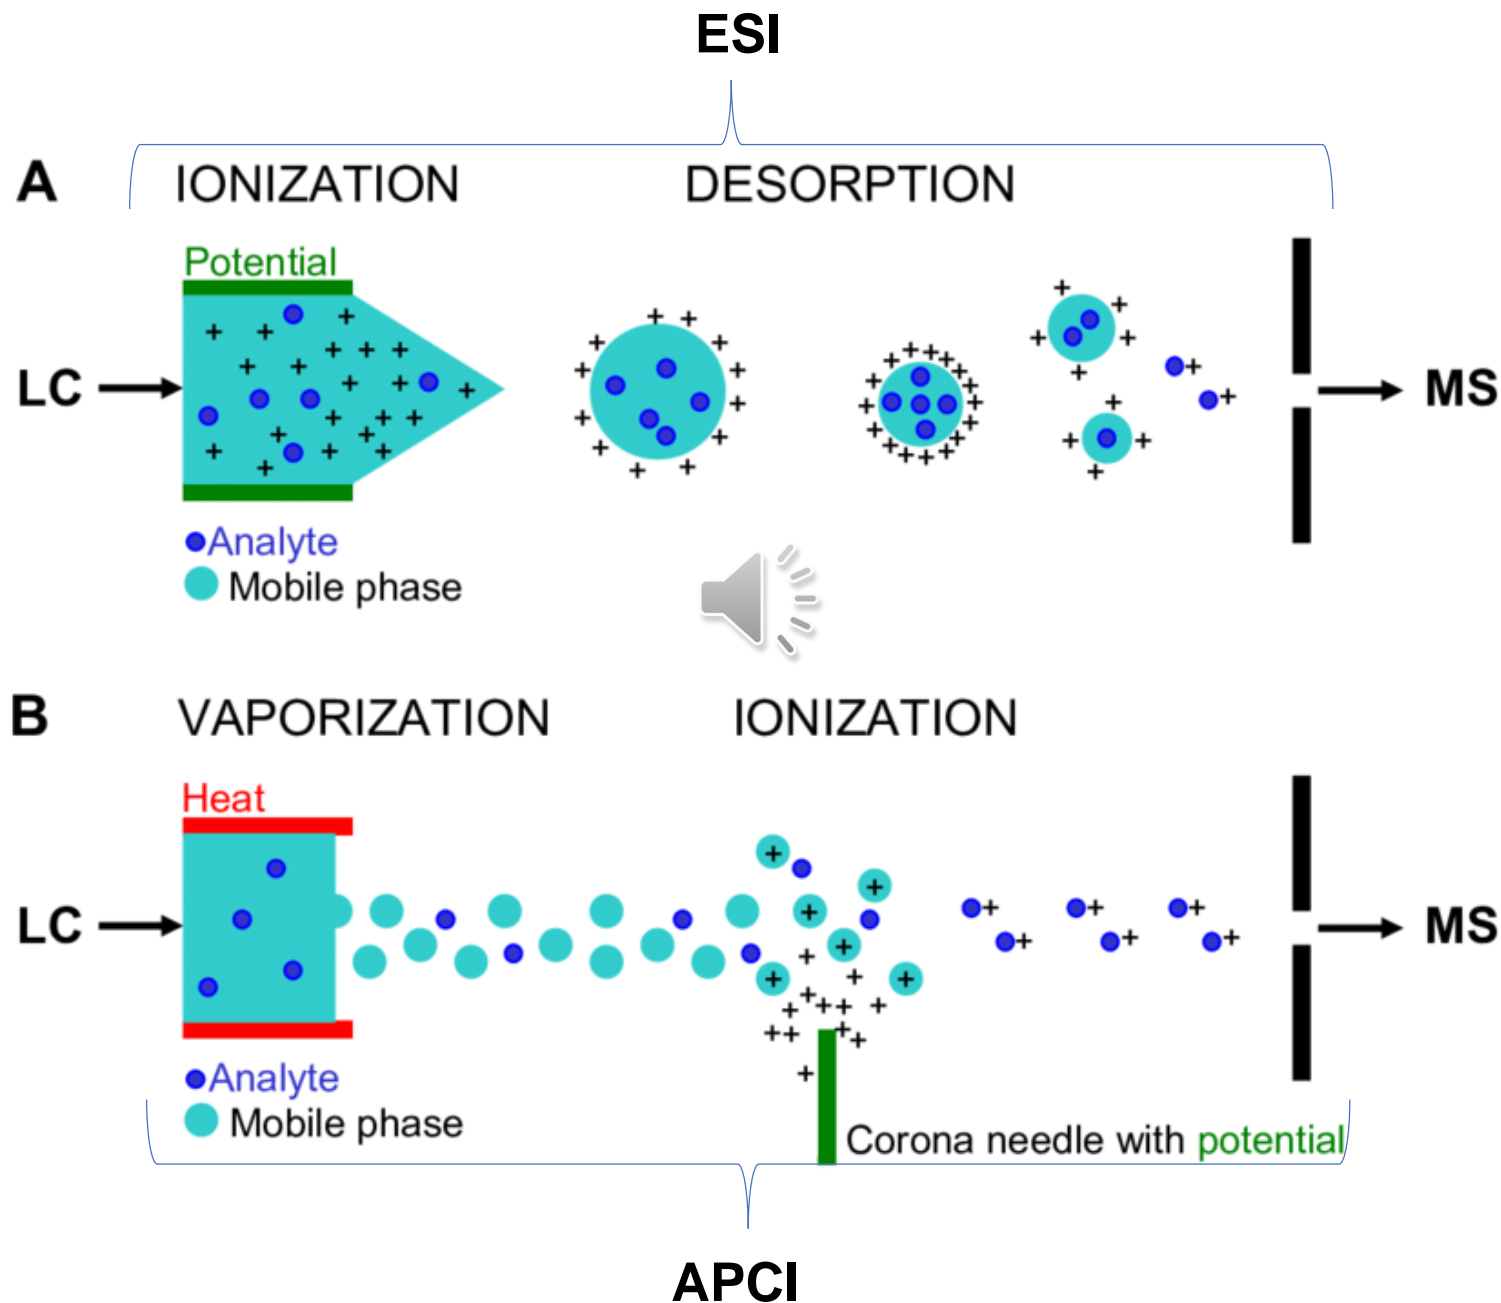 ESI
A
IONIZATION
DESORPTION
Potential
LC
MS
Analyte
Mobile phase
B
VAPORIZATION
IONIZATION
Heat
LC
MS
Analyte
Mobile phase
Corona needle with potential
APCI